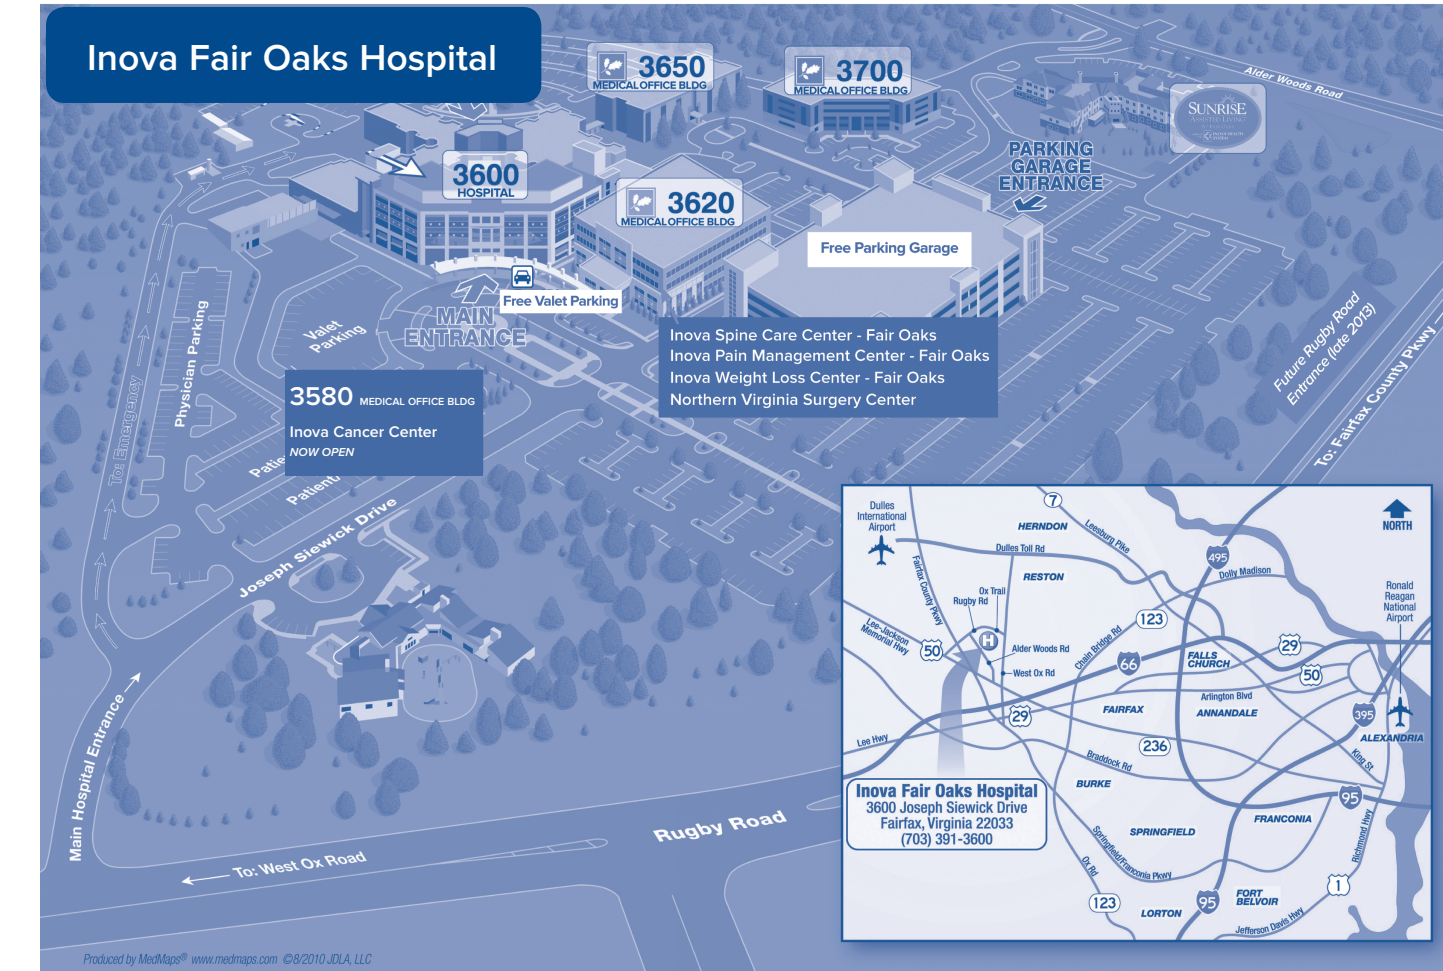 Inova Fair Oaks Hospital
3650
MEDICAL OFFICE BLDG
3700
MEDICAL OFFICE BLDG
Alder Woods Road
SUNRISE
ASSISTED LIVING
PARKING
GARAGE
ENTRANCE
3600
HOSPITAL
3620
MEDICAL OFFICE BLDG
Free Parking Garage
Free Valet Parking
MAIN
ENTRANCE
Valet
Parking
Physician Parking
To: Emergency
Inova Spine Care Center - Fair Oaks
Inova Pain Management Center - Fair Oaks
Inova Weight Loss Center - Fair Oaks
Northern Virginia Surgery Center
Future Rugby Road
Entrance (late 2013)
To: Fairfax County Pkwy
3580 MEDICAL OFFICE BLDG
Inova Cancer Center
NOW OPEN
Patie
Patient
Joseph Siewick Drive
Main Hospital Entrance
To: West Ox Road
Rugby Road
Produced by MedMaps® www.medmaps.com ©8/2010 JDLA, LLC
Dulles
International
Airport
7
HERNDON
Leesburg Pike
NORTH
Dulles Toll Rd
495
Dolly Madison
RESTON
Fairfax County Pkwy
Ox Trail
Rugby Rd
Ronald
Reagan
National
Airport
Lee-Jackson
Memorial Hwy
50
H
123
Chain Bridge Rd
Alder Woods Rd
West Ox Rd
66
FALLS
CHURCH
29
50
Arlington Blvd
29
FAIRFAX
ANNANDALE
395
ALEXANDRIA
Lee Hwy
236
Braddock Rd
King St
BURKE
95
Inova Fair Oaks Hospital
3600 Joseph Siewick Drive
Fairfax, Virginia 22033
(703) 391-3600
FRANCONIA
SPRINGFIELD
Richmond Hwy
Springfield/Franconia Pkwy
Ox Rd
1
123
95
FORT
BELVOIR
LORTON
Jefferson Davis Hwy